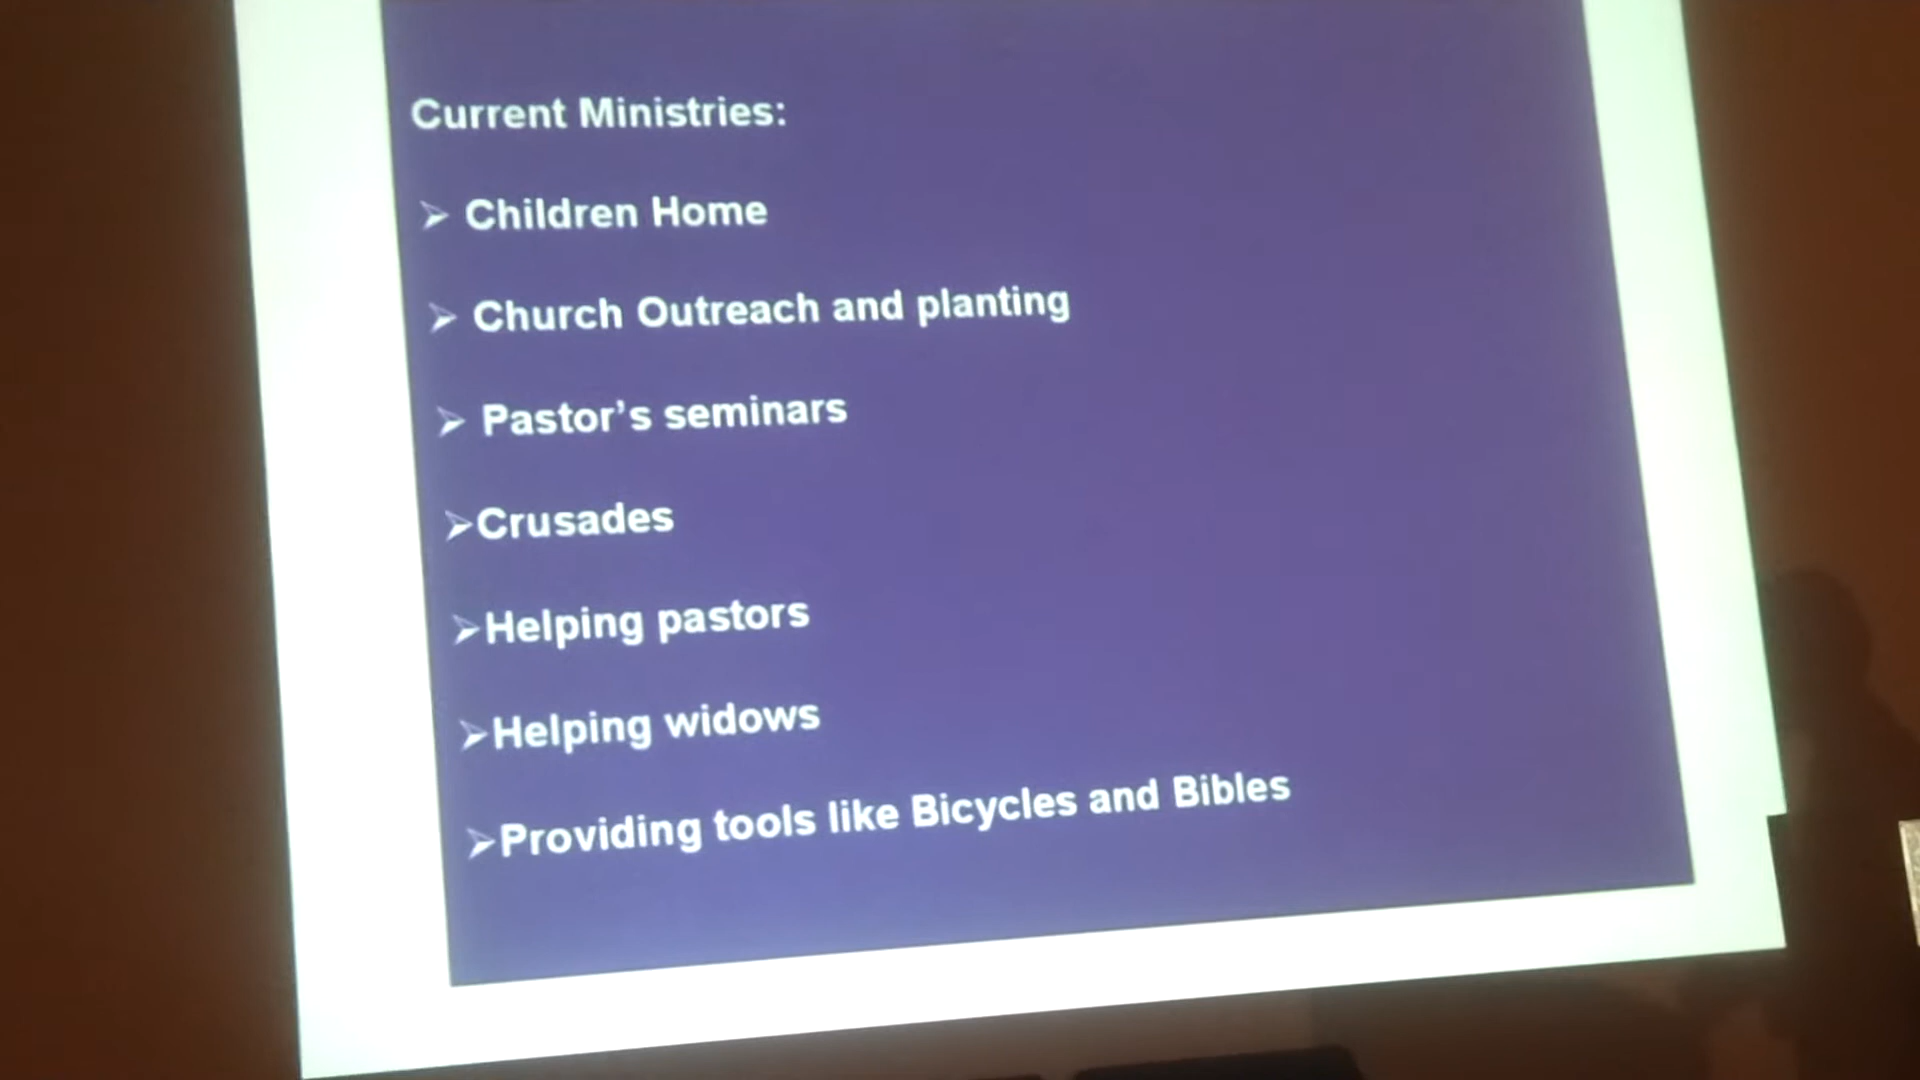 Current Ministries:
➢ Children Home
➢ Church Outreach and planting
➢ Pastor’s seminars
➢Crusades
➢Helping pastors
➢Helping widows
➢Providing tools like Bicycles and Bibles